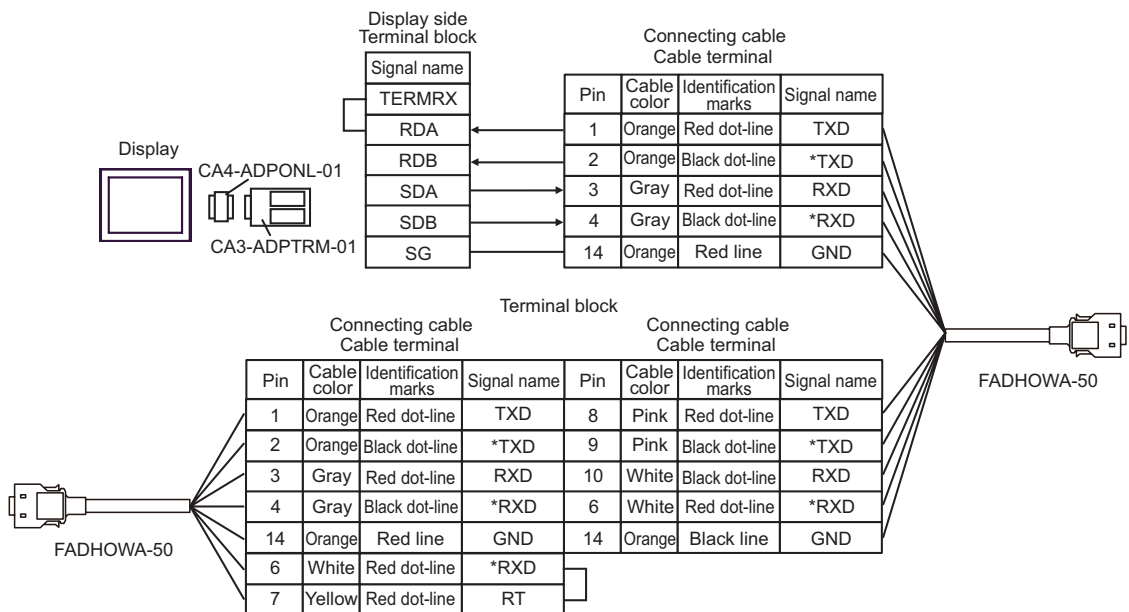 Display side
Terminal block
Signal name
TERMRX
RDA
RDB
SDA
SDB
SG
Connecting cable
Cable terminal
Pin Cable color Identification marks Signal name
1 Orange Red dot-line TXD
2 Orange Black dot-line *TXD
3 Gray Red dot-line RXD
4 Gray Black dot-line *RXD
14 Orange Red line GND
Display
CA4-ADPONL-01
CA3-ADPTRM-01
FADHOWA-50
Terminal block
Connecting cable
Cable terminal
Pin Cable color Identification marks Signal name
1 Orange Red dot-line TXD
2 Orange Black dot-line *TXD
3 Gray Red dot-line RXD
4 Gray Black dot-line *RXD
14 Orange Red line GND
6 White Red dot-line *RXD
7 Yellow Red dot-line RT
Connecting cable
Cable terminal
Pin Cable color Identification marks Signal name
8 Pink Red dot-line TXD
9 Pink Black dot-line *TXD
10 White Black dot-line RXD
6 White Red dot-line *RXD
14 Orange Black line GND
FADHOWA-50